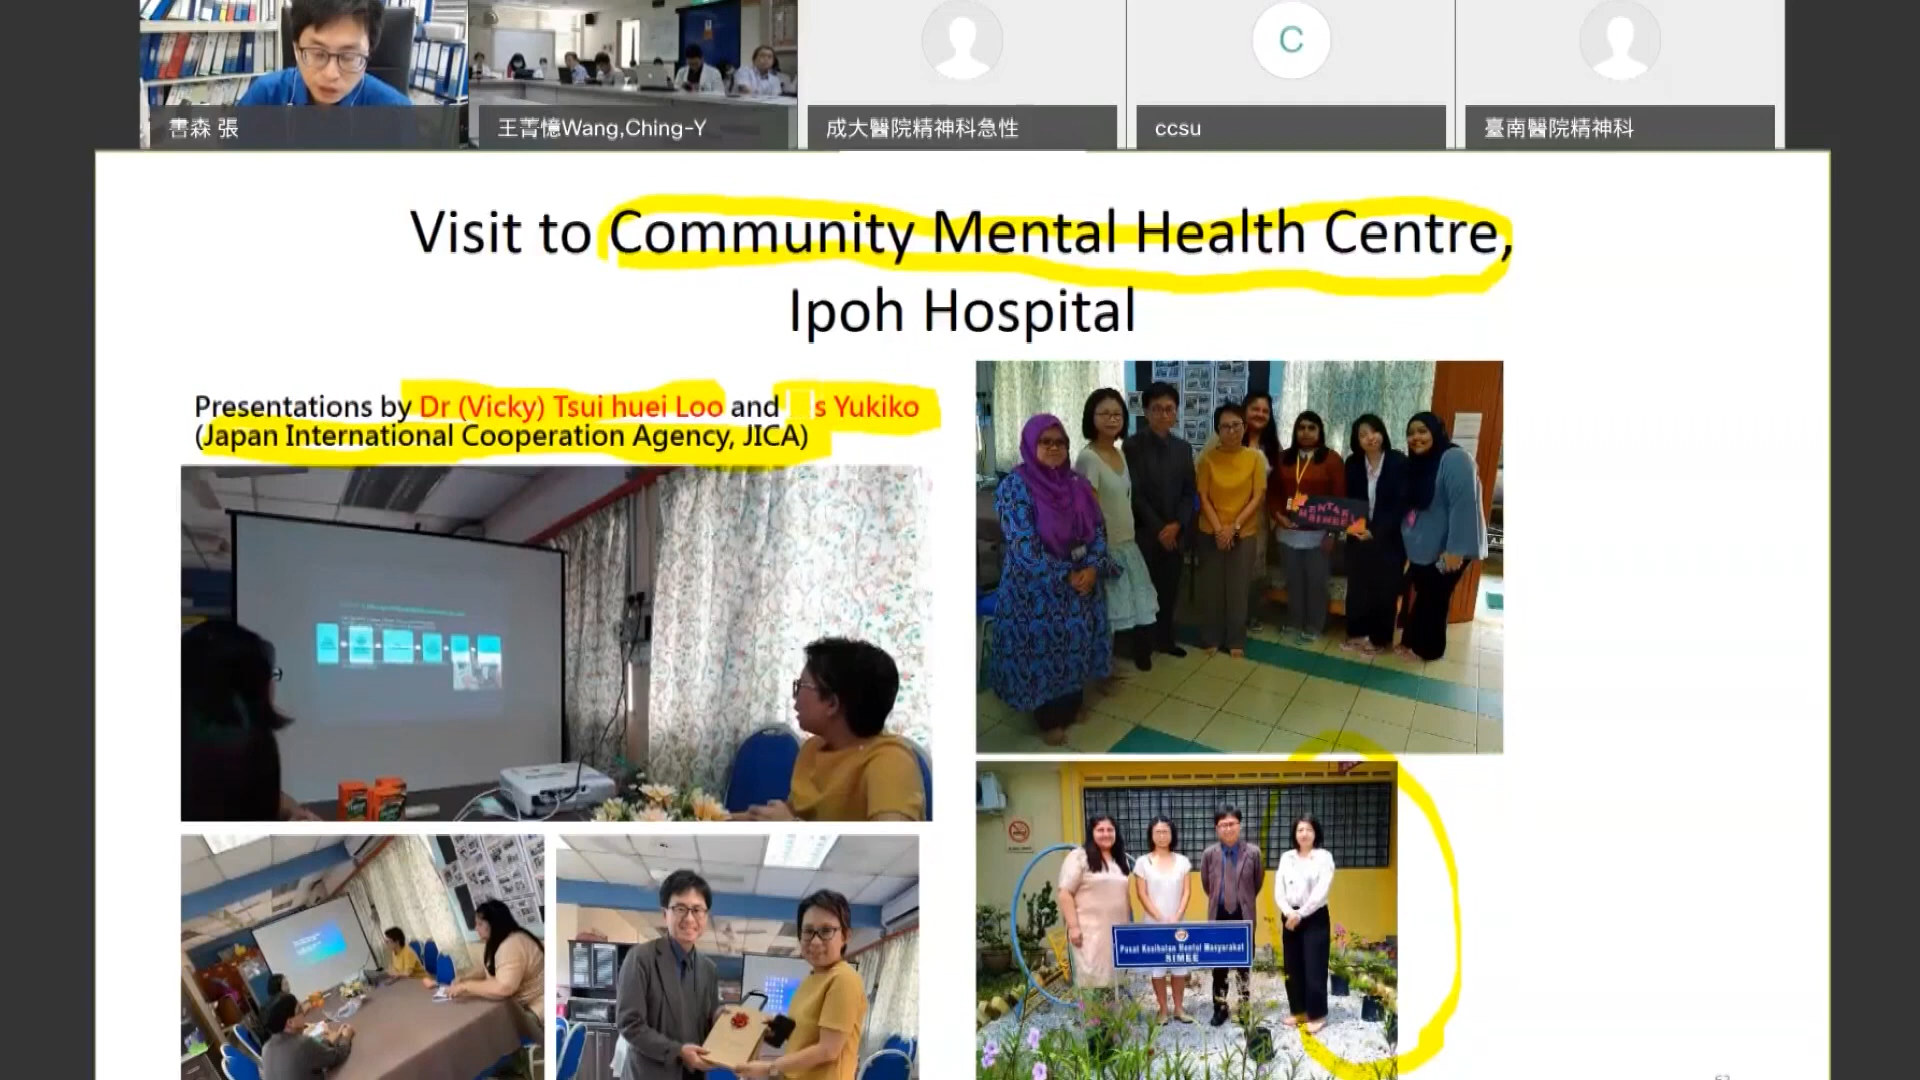 書森 張
王菁憶Wang,Ching-Y
成大醫院精神科急性
C
ccsu
臺南醫院精神科
Visit to Community Mental Health Centre,
Ipoh Hospital
Presentations by Dr (Vicky) Tsui huei Loo and s Yukiko
(Japan International Cooperation Agency, JICA)
MENTARI
Pusat Kesihatan Mental Masyarakat
SIMEE